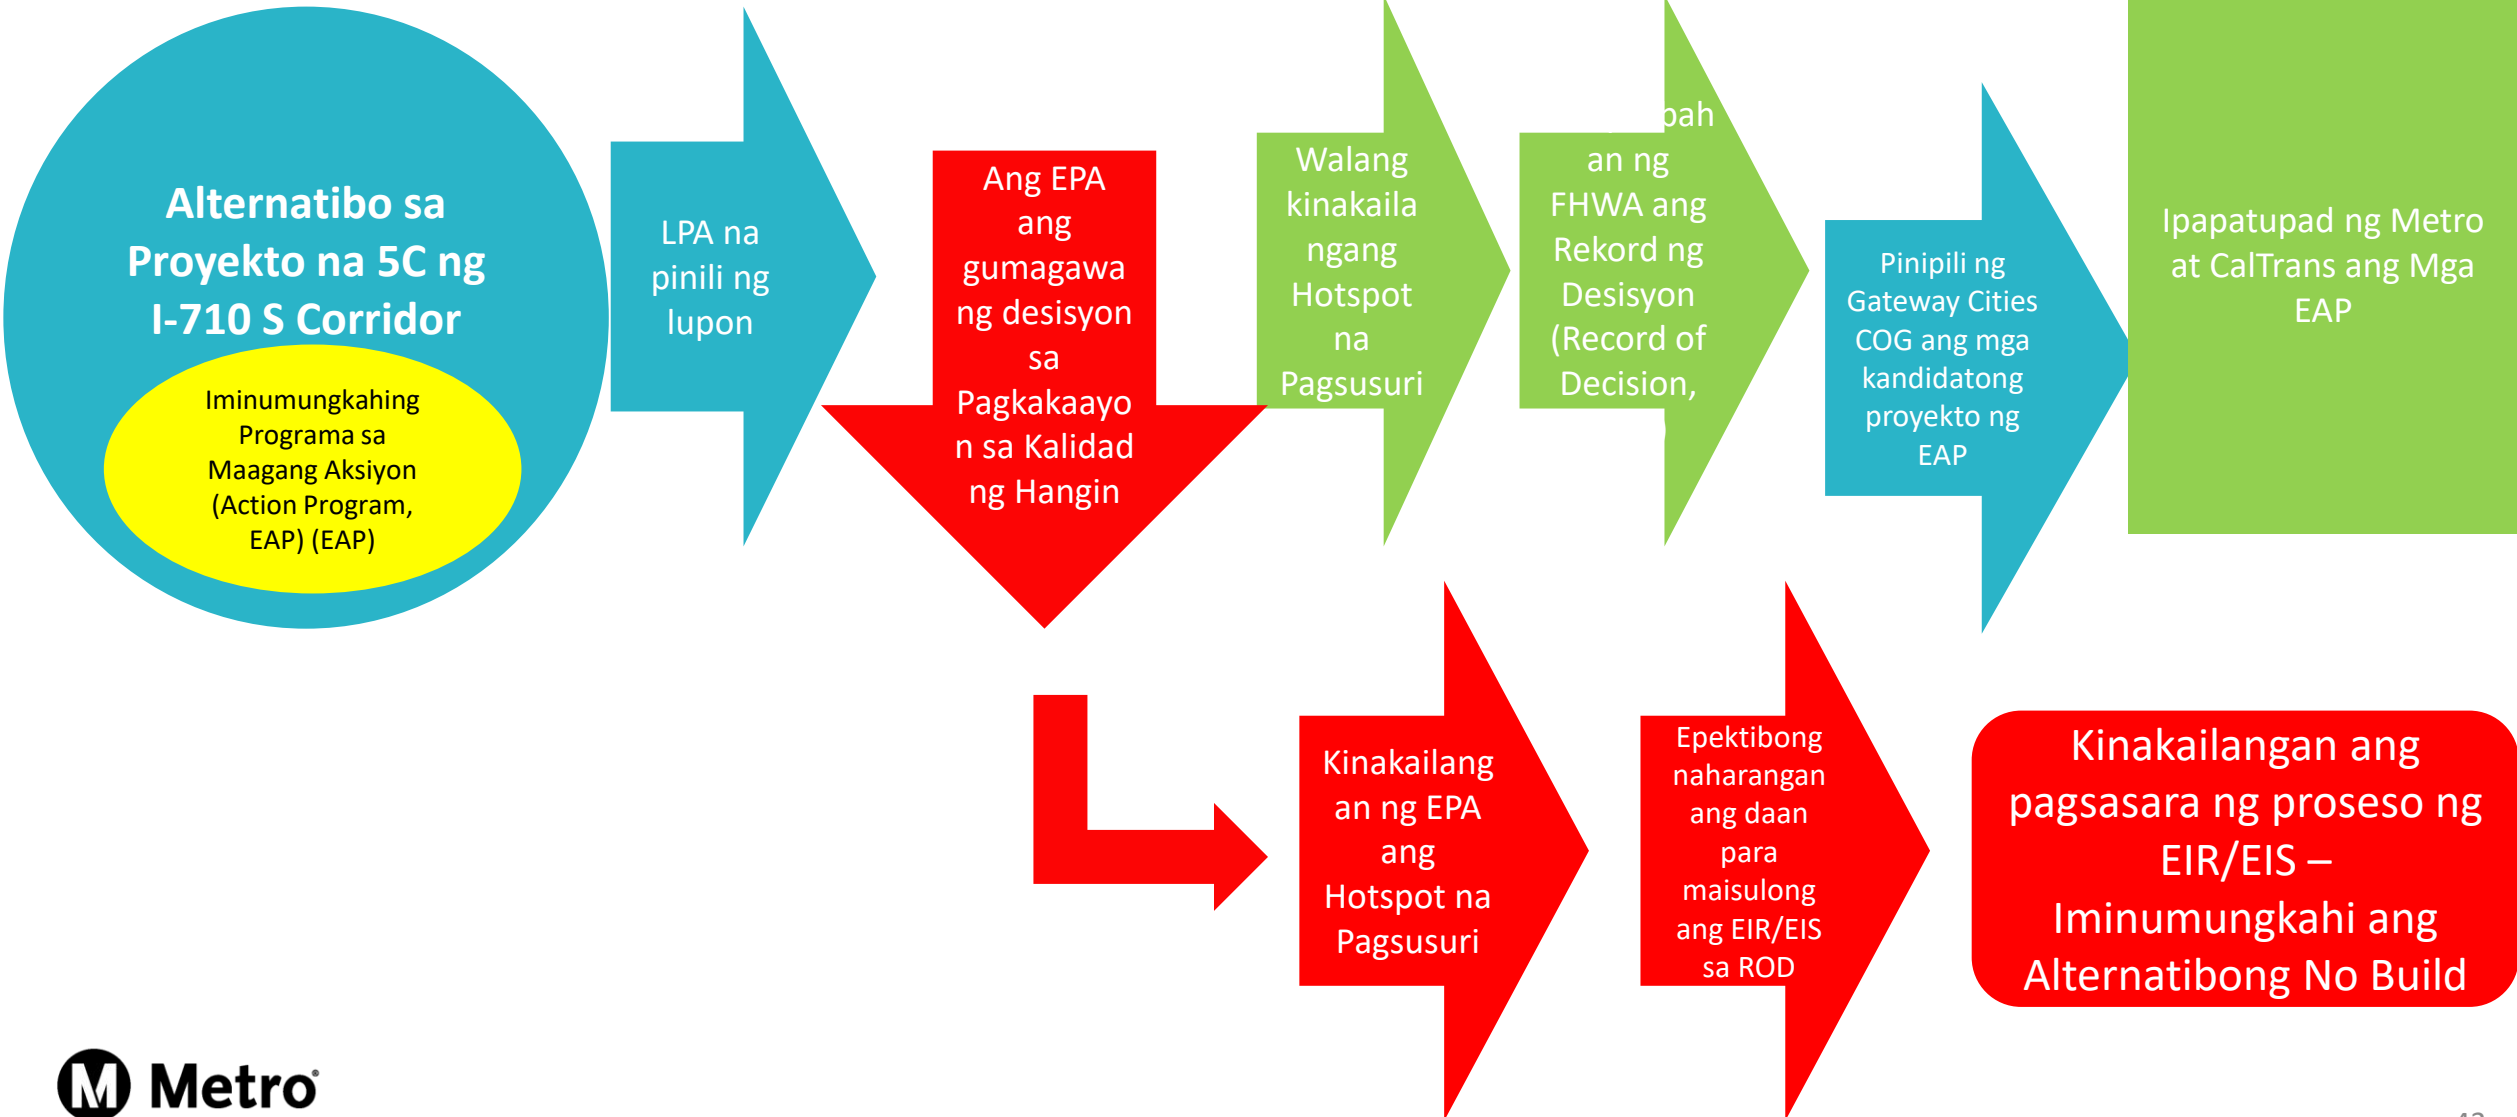 Alternatibo sa
Proyekto na 5C ng
I-710 S Corridor
Iminumungkahing
Programa sa
Maagang Aksiyon
(Action Program,
EAP) (EAP)
LPA na
pinili ng
lupon
Ang EPA
ang
gumagawa
ng desisyon
sa
Pagkakaayo
n sa Kalidad
ng Hangin
Walang
kinakaila
ngang
Hotspot
na
Pagsusuri
an ng
FHWA ang
Rekord ng
Desisyon
(Record of
Decision,
Pinipili ng
Gateway Cities
COG ang mga
kandidatong
proyekto ng
EAP
Ipapatupad ng Metro
at CalTrans ang Mga
EAP
Kinakailang
an ng EPA
ang
Hotspot na
Pagsusuri
Epektibong
naharangan
ang daan
para
maisulong
ang EIR/EIS
sa ROD
Kinakailangan ang
pagsasara ng proseso ng
EIR/EIS –
Iminumungkahi ang
Alternatibong No Build
Metro